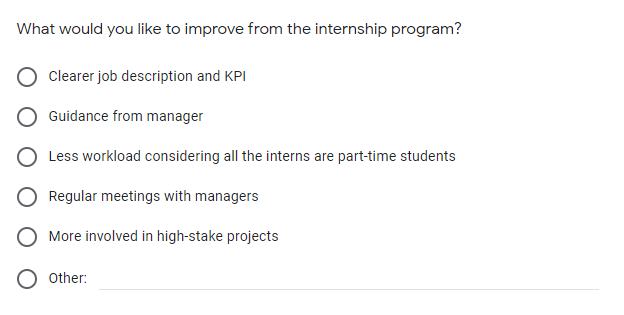 What would you like to improve from the internship program?
Clearer job description and KPI
Guidance from manager
Less workload considering all the interns are part-time students
Regular meetings with managers
More involved in high-stake projects
Other: